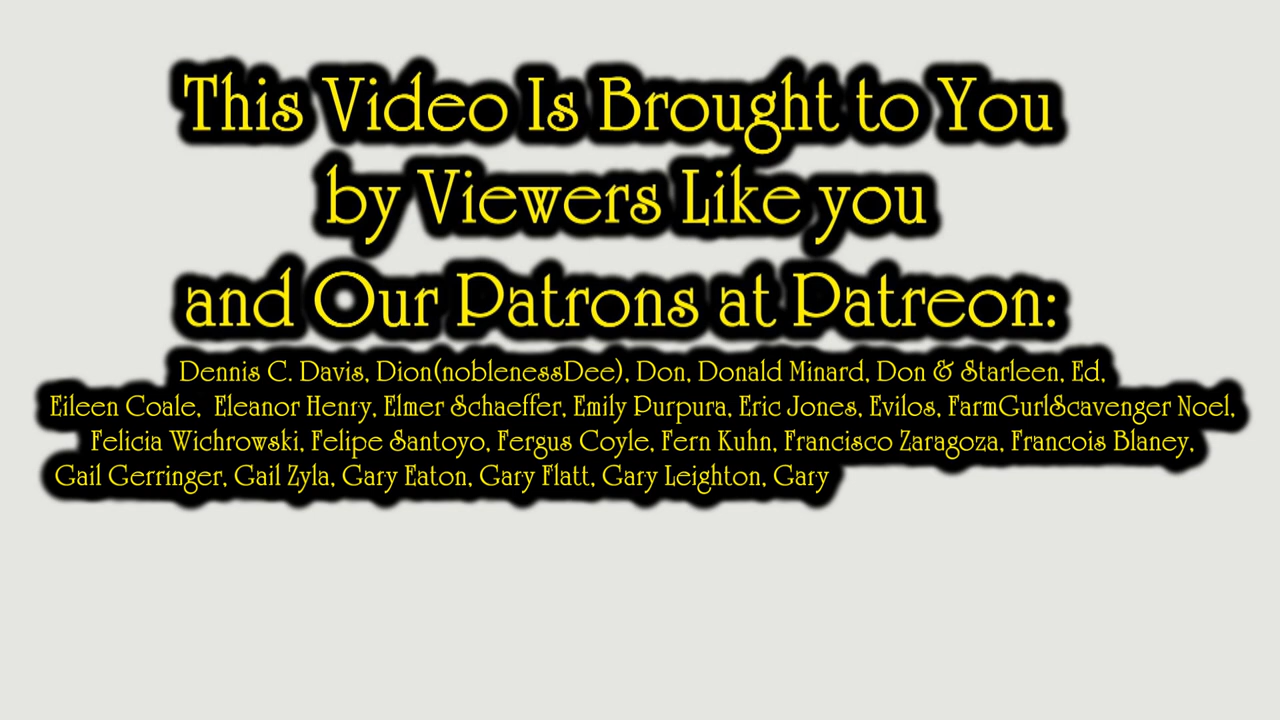 This Video Is Brought to You
by Viewers Like you
and Our Patrons at Patreon:
Dennis C. Davis, Dion(noblenessDee), Don, Donald Minard, Don & Starleen, Ed,
Eileen Coale,  Eleanor Henry, Elmer Schaeffer, Emily Purpura, Eric Jones, Evilos, FarmGurlScavenger Noel,
Felicia Wichrowski, Felipe Santoyo, Fergus Coyle, Fern Kuhn, Francisco Zaragoza, Francois Blaney,
Gail Gerringer, Gail Zyla, Gary Eaton, Gary Flatt, Gary Leighton, Gary